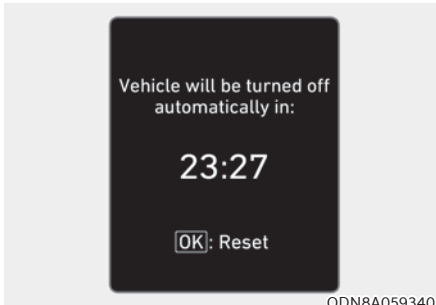 Vehicle will be turned off
automatically in:
23:27
OK: Reset
ODN8A059340